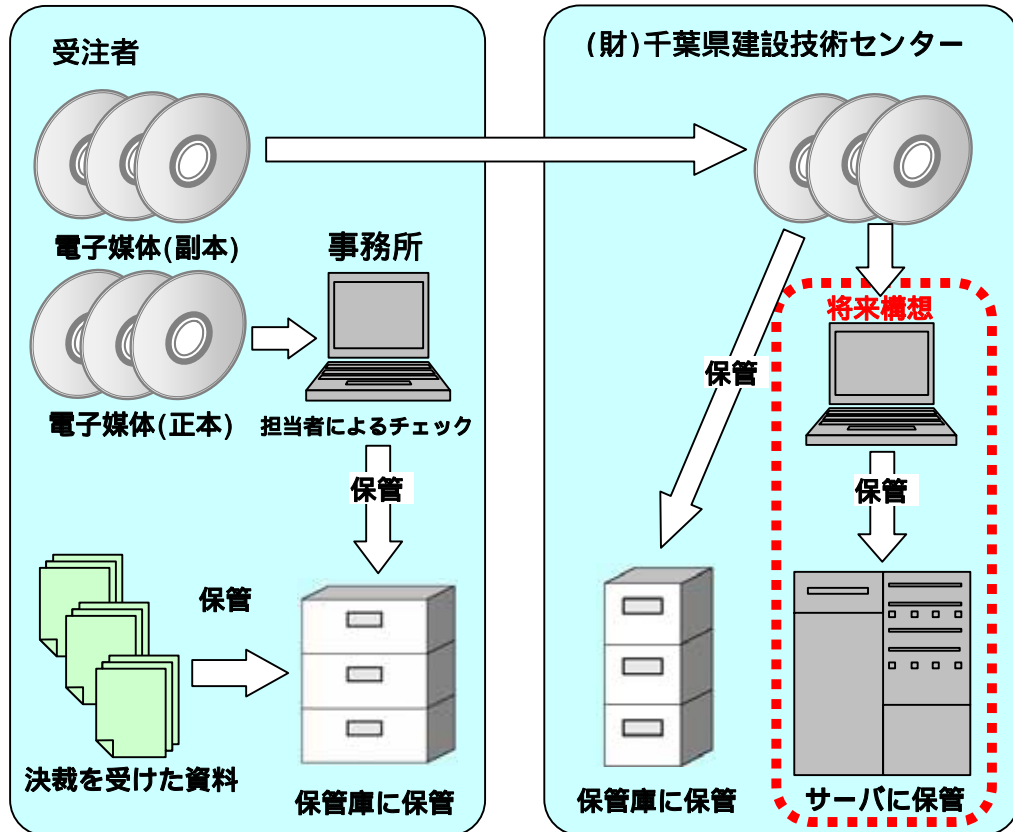 受注者
電子媒体(副本)
事務所
電子媒体(正本)
担当者によるチェック
保管
保管
決裁を受けた資料
保管庫に保管
(財)千葉県建設技術センター
将来構想
保管
保管
保管庫に保管
サーバに保管